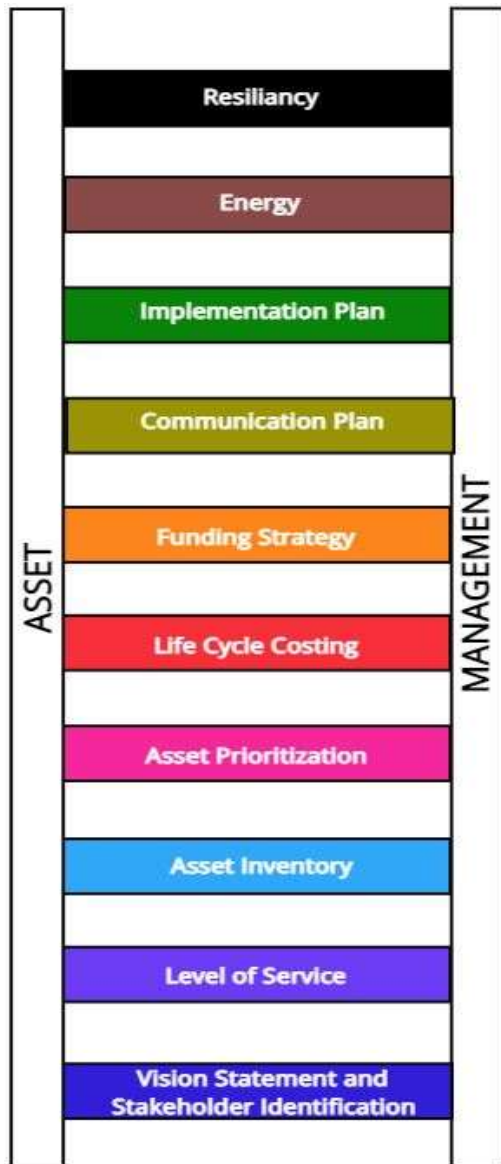 Resiliancy
Energy
Implementation Plan
Communication Plan
Funding Strategy
Life Cycle Costing
Asset Prioritization
Asset Inventory
Level of Service
Vision Statement and
Stakeholder Identification
ASSET
MANAGEMENT